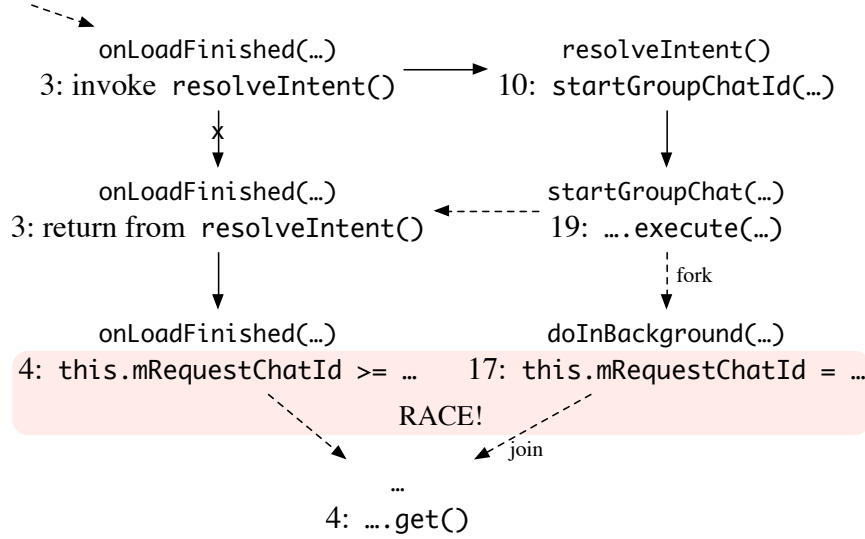 onLoadFinished(…)
3: invoke resolveIntent()
resolveIntent()
10: startGroupChatId(…)
x
onLoadFinished(…)
3: return from resolveIntent()
startGroupChat(…)
19: ….execute(…)
fork
onLoadFinished(…)
4: this.mRequestChatId >= …
doInBackground(…)
17: this.mRequestChatId = …
RACE!
join
…
4: ….get()